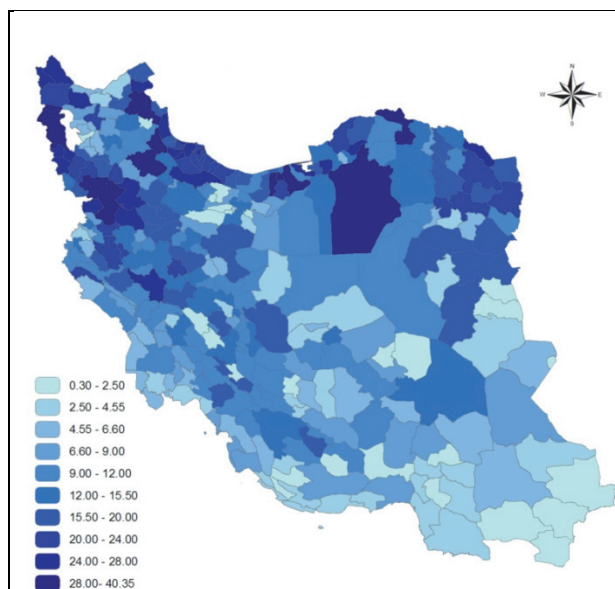 N
W E
S
0.30 - 2.50
2.50 - 4.55
4.55 - 6.60
6.60 - 9.00
9.00 - 12.00
12.00 - 15.50
15.50 - 20.00
20.00 - 24.00
24.00 - 28.00
28.00- 40.35